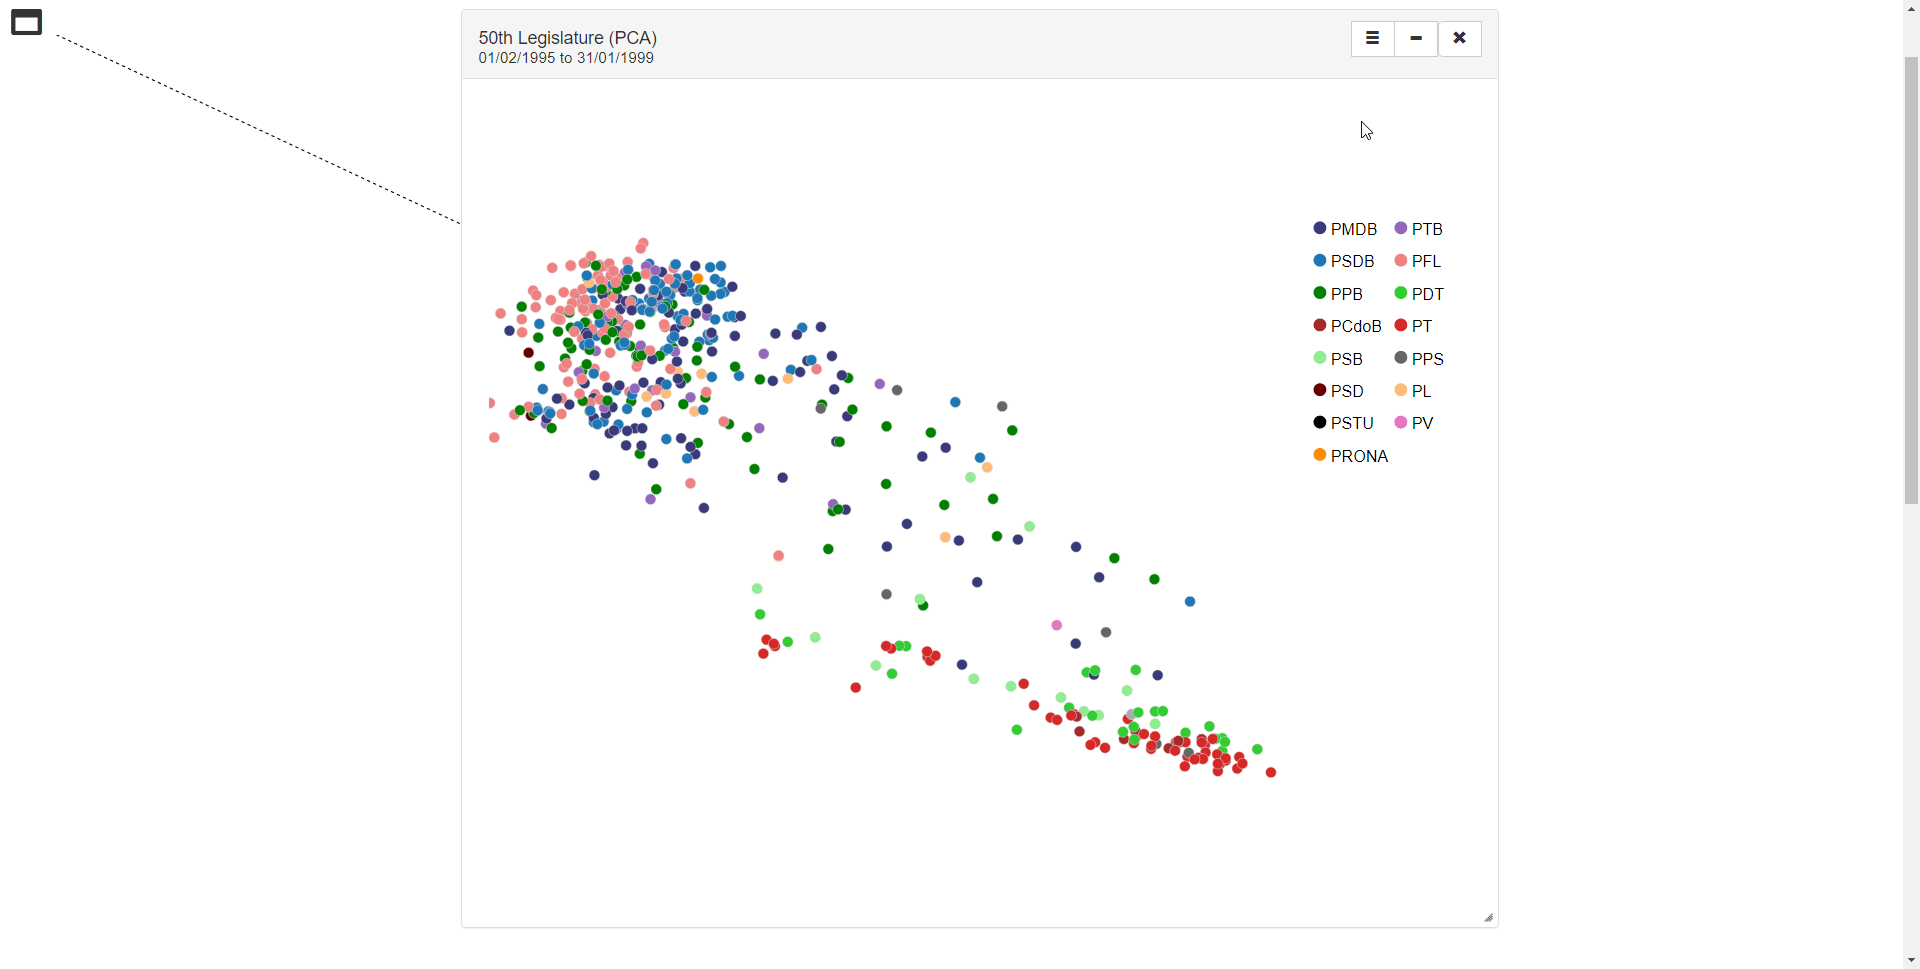 50th Legislature (PCA)
01/02/1995 to 31/01/1999
PMDB PTB
PSDB PFL
PPB PDT
PCdoB PT
PSB PPS
PSD PL
PSTU PV
PRONA